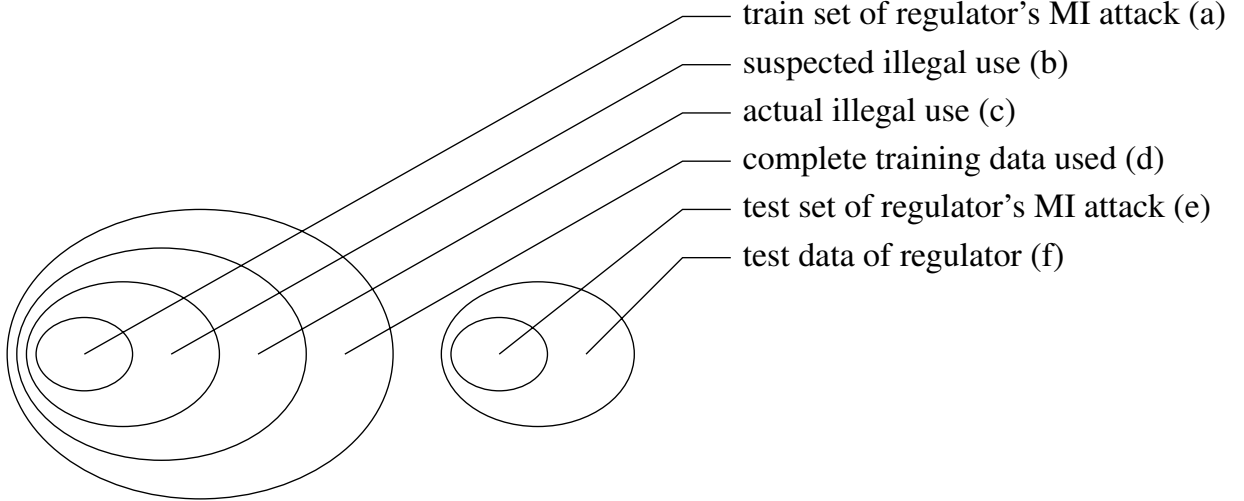 train set of regulator's MI attack (a)
suspected illegal use (b)
actual illegal use (c)
complete training data used (d)
test set of regulator's MI attack (e)
test data of regulator (f)